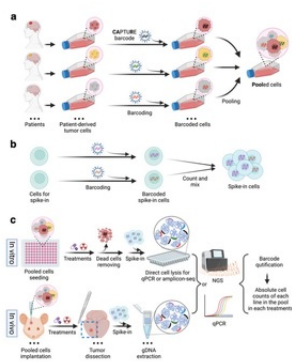 a
CAPTURE
barcode
Pooled cells
Pooling
Patients
Patient-derived
tumor cells
Barcoding
Barcoded cells
b
Cells for
spike-in
Barcoding
Barcoded
spike-in cells
Count and
mix
Spike-in cells
c
In vitro
Pooled cells
seeding
Treatments
Dead cells
removing
Spike-in
Direct cell lysis for
qPCR or amplicon-seq
NGS
or
qPCR
Barcode
qutification
Absolute
cell counts of
each line in the pool
in each treatments
In vivo
Pooled cells
implantation
Treatments
Tumor
dissection
Spike-in
gDNA
extraction